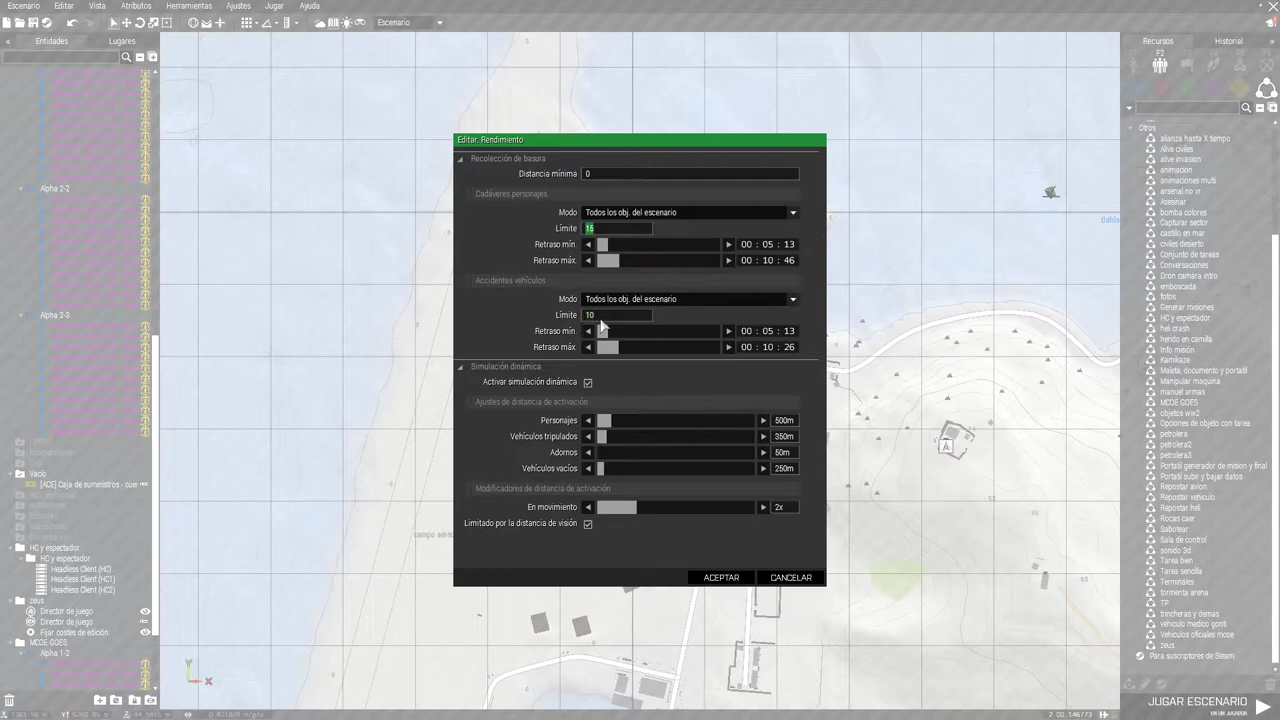 Escenario Editar Vista Atributos Herramientas Ajustes Jugar Ayuda
Escenario
Entidades Lugares
Alpha 2-2
Alpha 2-3
Vacío
[ACE] Caja de suministros - cuer
HC y espectador
HC y espectador
Headless Client (HC)
Headless Client (HC1)
Headless Client (HC2)
zeus
Director de juego
Director de juego
Fijar costes de edición
MCOE GOES
Alpha 1-2
Bahía
campo aéreo
A
Editar: Rendimiento
Recolección de basura
Distancia mínima 0
Cadáveres personajes
Modo Todos los obj. del escenario
Límite 15
Retraso mín. 00 : 05 : 13
Retraso máx. 00 : 10 : 46
Accidentes vehículos
Modo Todos los obj. del escenario
Límite 10
Retraso mín. 00 : 05 : 13
Retraso máx. 00 : 10 : 26
Simulación dinámica
Activar simulación dinámica
Ajustes de distancia de activación
Personajes 500m
Vehículos tripulados 350m
Adornos 50m
Vehículos vacíos 250m
Modificadores de distancia de activación
En movimiento 2x
Limitado por la distancia de visión
ACEPTAR CANCELAR
Recursos Historial
F2
Otros
alianza hasta X tiempo
Alive civiles
alive invasion
animacion
animaciones multi
arsenal no vr
Asesinar
bomba colores
Capturar sector
castillo en mar
civiles desierto
Conjunto de tareas
Conversaciones
Dron camara intro
emboscada
fotos
Generar misiones
HC y espectador
heli crash
herido en camilla
Info misión
Kamikaze
Maleta, documento y portatil
Manipular maquina
manuel armas
MCOE GOES
objetos ww2
Opciones de objeto con tarea
petrolera
petrolera2
petrolera3
Portatil generador de mision y final
Portatil subir y bajar datos
Repostar avion
Repostar vehiculo
Repostar heli
Rocas caer
Sabotear
Sala de control
sonido 3d
Tarea bien
Tarea sencilla
Terminales
tormenta arena
TP
trincheras y demas
vehiculo medico gonti
Vehiculos oficiales mcoe
zeus
Para suscriptores de Steam
JUGAR ESCENARIO
EN UN JUGADOR
2.00.146773